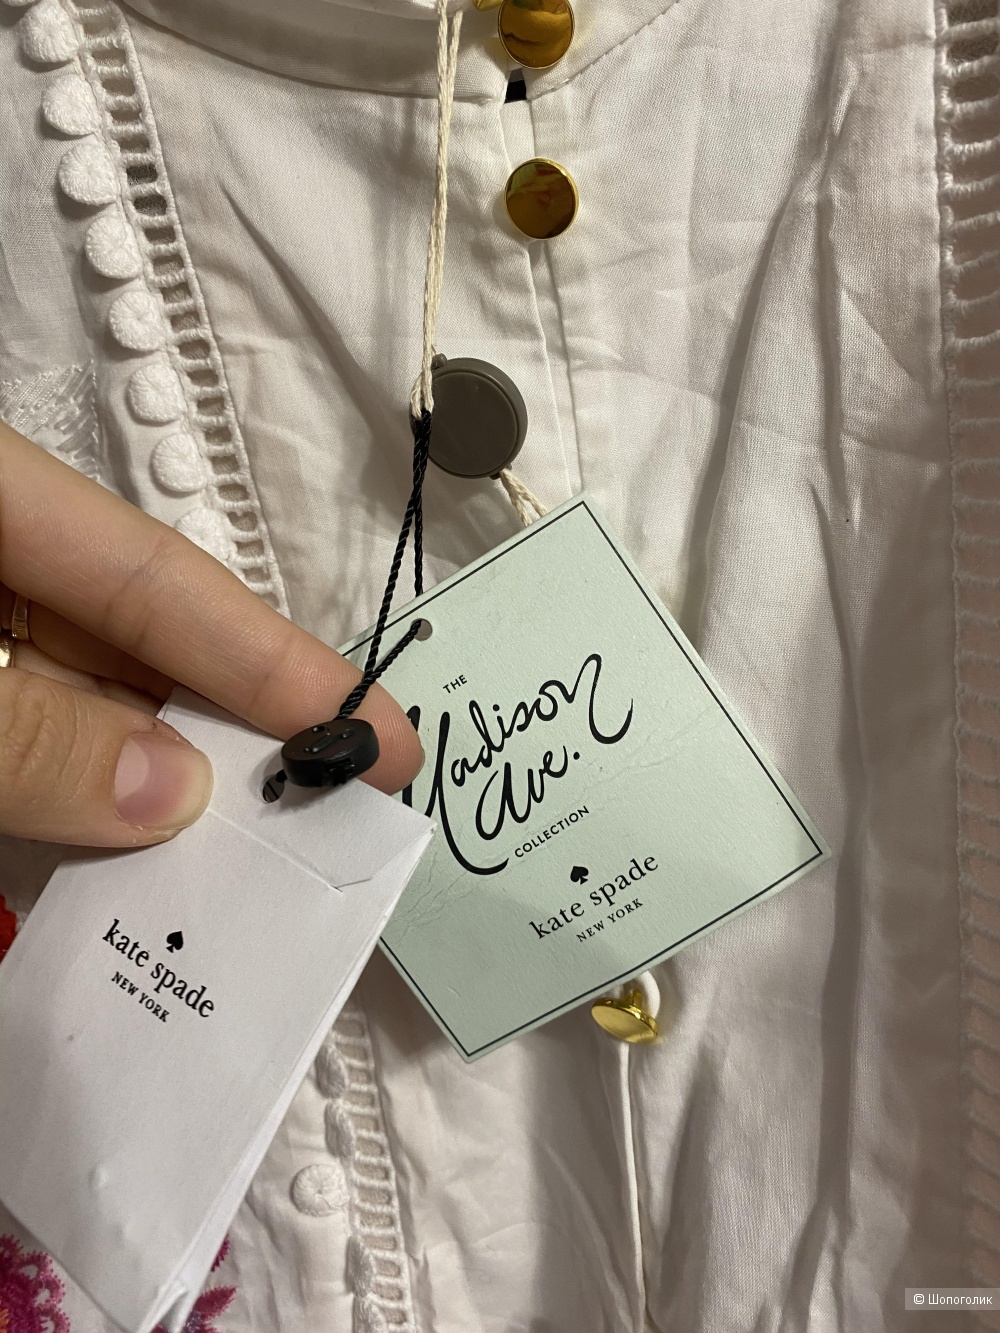 THE
Madison
Ave.
COLLECTION
kate spade
NEW YORK
kate spade
NEW YORK
© Шопоголик